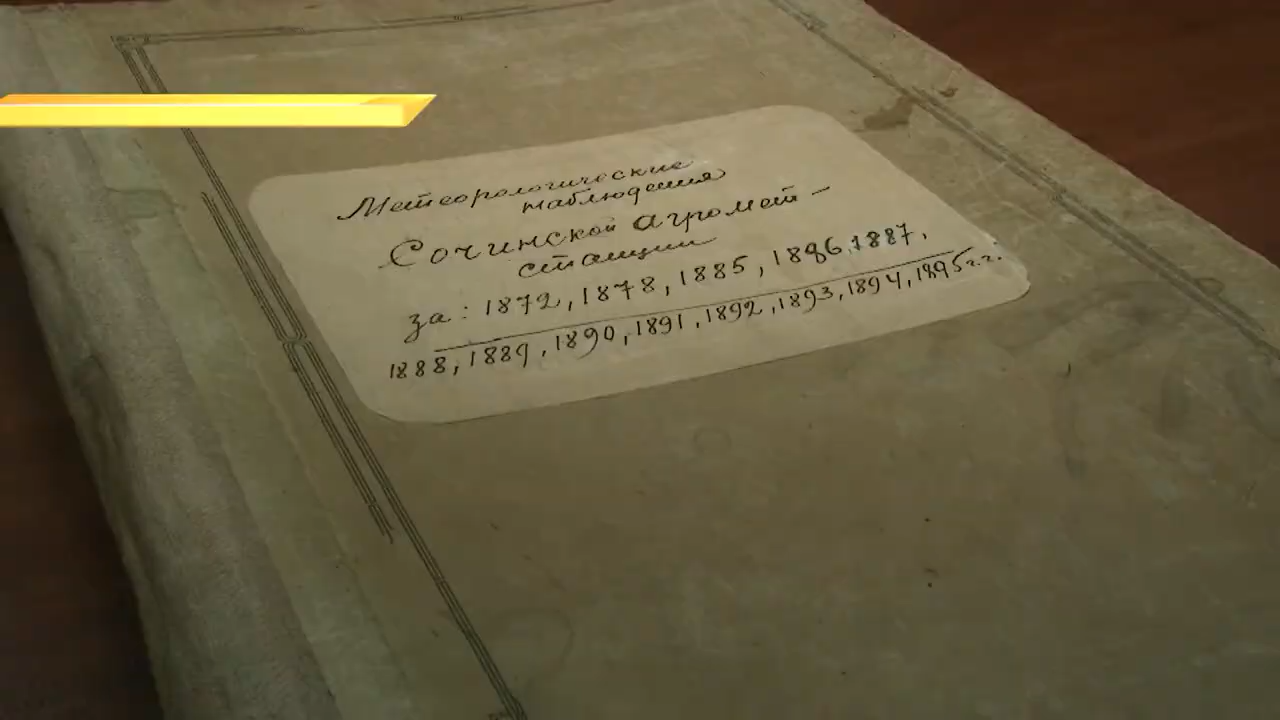 Метеорологические
наблюдения
Сочинской агромет-
станции
за: 1872, 1878, 1885, 1886, 1887,
1888, 1889, 1890, 1891, 1892, 1893, 1894, 1895 г.г.